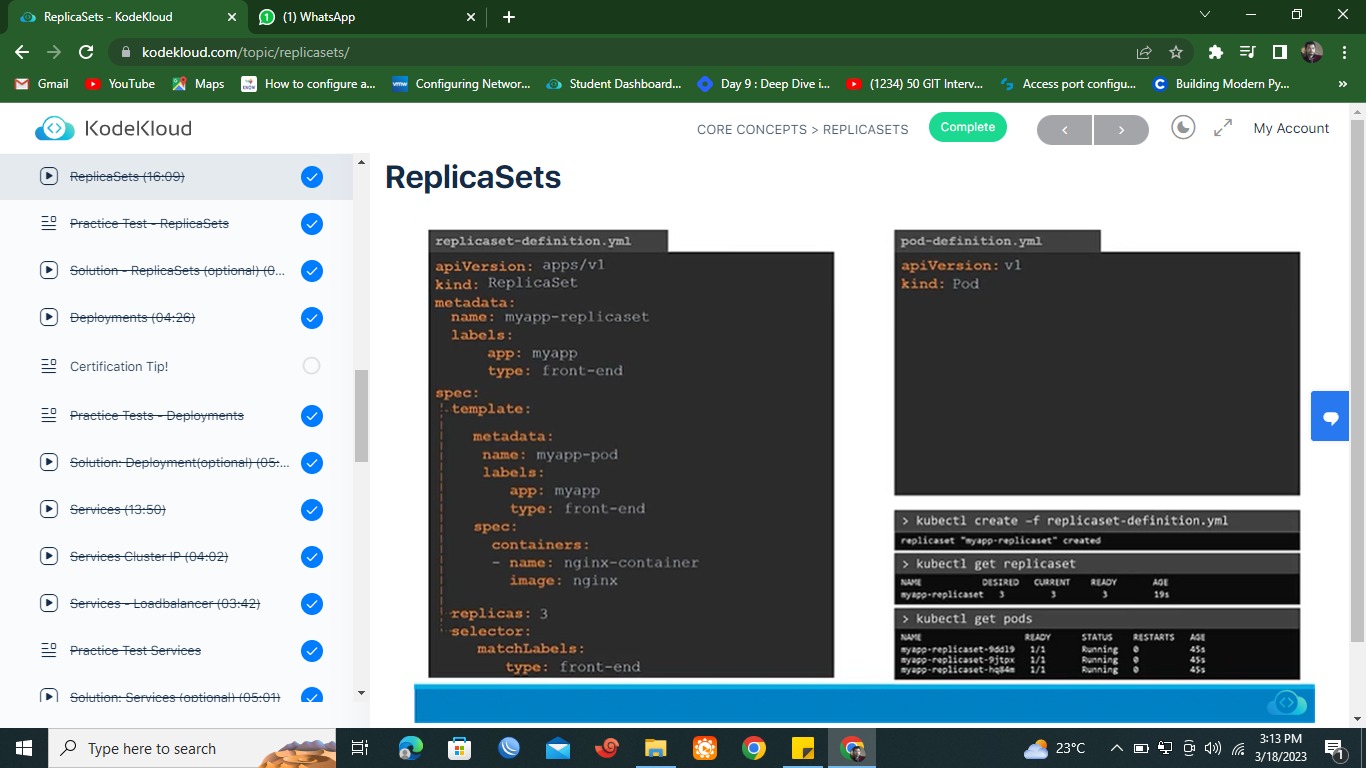 ReplicaSets - KodeKloud
(1) WhatsApp
kodekloud.com/topic/replicasets/
Gmail
YouTube
Maps
How to configure a...
Configuring Networ...
Student Dashboard...
Day 9 : Deep Dive i...
(1234) 50 GIT Interv...
Access port configu...
Building Modern Py...
»
KodeKloud
CORE CONCEPTS > REPLICASETS
Complete
My Account
ReplicaSets (16:09)
Practice Test - ReplicaSets
Solution - ReplicaSets (optional) (0...
Deployments (04:26)
Certification Tip!
Practice Tests - Deployments
Solution: Deployment(optional) (05:...
Services (13:50)
Services Cluster IP (04:02)
Services - Loadbalancer (03:42)
Practice Test Services
Solution: Services (optional) (05:01)
ReplicaSets
replicaset-definition.yml
apiVersion: apps/v1
kind: ReplicaSet
metadata:
name: myapp-replicaset
labels:
app: myapp
type: front-end
spec:
template:
metadata:
name: myapp-pod
labels:
app: myapp
type: front-end
spec:
containers:
- name: nginx-container
image: nginx
replicas: 3
selector:
matchLabels:
type: front-end
pod-definition.yml
apiVersion: v1
kind: Pod
> kubectl create -f replicaset-definition.yml
replicaset "myapp-replicaset" created
> kubectl get replicaset
NAME DESIRED CURRENT READY AGE
myapp-replicaset 3 3 3 19s
> kubectl get pods
NAME READY STATUS RESTARTS AGE
myapp-replicaset-9ddl9 1/1 Running 0 45s
myapp-replicaset-9jtpx 1/1 Running 0 45s
myapp-replicaset-hq84m 1/1 Running 0 45s
Type here to search
23°C
3:13 PM
3/18/2023
1